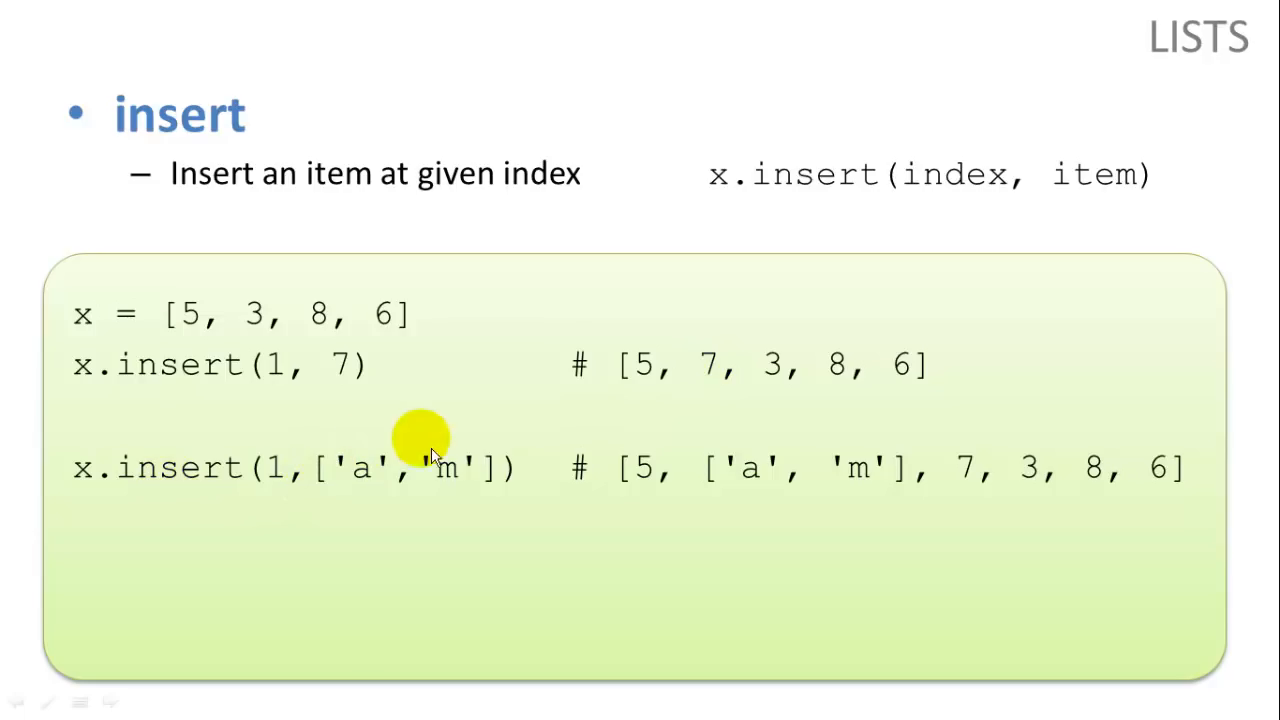 LISTS
• insert
– Insert an item at given index x.insert(index, item)
x = [5, 3, 8, 6]
x.insert(1, 7) # [5, 7, 3, 8, 6]
x.insert(1,['a','m']) # [5, ['a', 'm'], 7, 3, 8, 6]